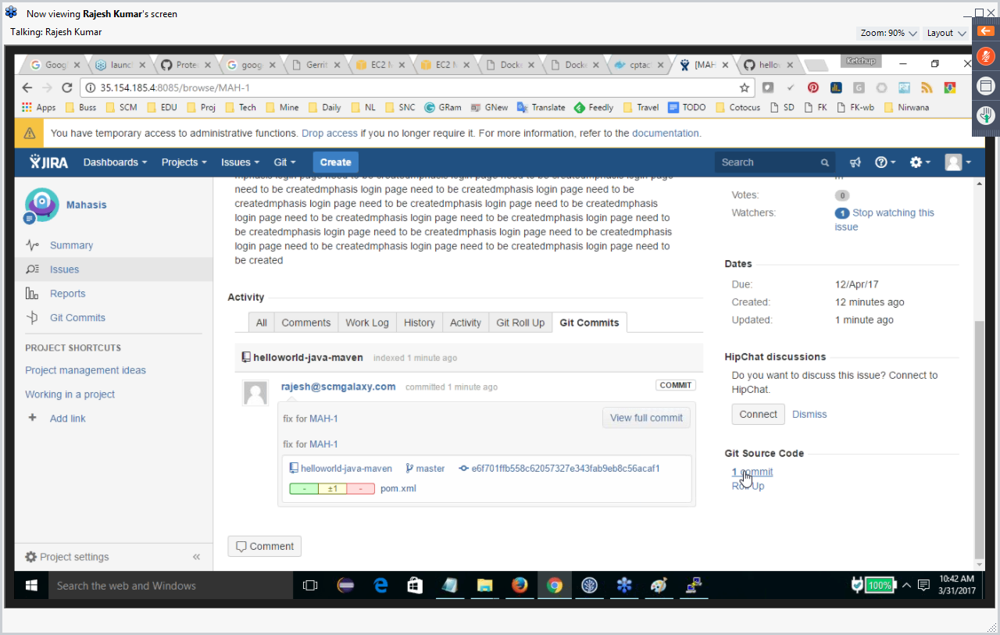 Now viewing Rajesh Kumar's screen
Talking: Rajesh Kumar
Zoom: 90%
Layout
Googl
launc
Prote
goog
Gerrit
EC2 M
EC2 M
Docke
Docke
cptac
[MAH
hello
Ketchup
35.154.185.4:8085/browse/MAH-1
Apps
Buss
SCM
EDU
Proj
Tech
Mine
Daily
NL
SNC
GRam
GNew
Translate
Feedly
Travel
TODO
Cotocus
SD
FK
FK-wb
Nirwana
You have temporary access to administrative functions. Drop access if you no longer require it. For more information, refer to the documentation.
JIRA
Dashboards
Projects
Issues
Git
Create
Search
Mahasis
Summary
Issues
Reports
Git Commits
PROJECT SHORTCUTS
Project management ideas
Working in a project
+ Add link
Project settings
«
mphasis login page need to be createdmphasis login page need to be createdmphasis login page
need to be createdmphasis login page need to be createdmphasis login page need to be
createdmphasis login page need to be createdmphasis login page need to be createdmphasis
login page need to be createdmphasis login page need to be createdmphasis login page need to
be createdmphasis login page need to be createdmphasis login page need to be createdmphasis
login page need to be createdmphasis login page need to be createdmphasis login page need to
be created
Activity
All
Comments
Work Log
History
Activity
Git Roll Up
Git Commits
helloworld-java-maven indexed 1 minute ago
rajesh@scmgalaxy.com committed 1 minute ago
COMMIT
fix for MAH-1
View full commit
fix for MAH-1
helloworld-java-maven master e6f701ffb558c62057327e343fab9eb8c56acaf1
- ±1 - pom.xml
Comment
Votes: 0
Watchers: 1 Stop watching this
issue
Dates
Due: 12/Apr/17
Created: 12 minutes ago
Updated: 1 minute ago
HipChat discussions
Do you want to discuss this issue? Connect to
HipChat.
Connect
Dismiss
Git Source Code
1 commit
Roll Up
Search the web and Windows
100%
10:42 AM
3/31/2017